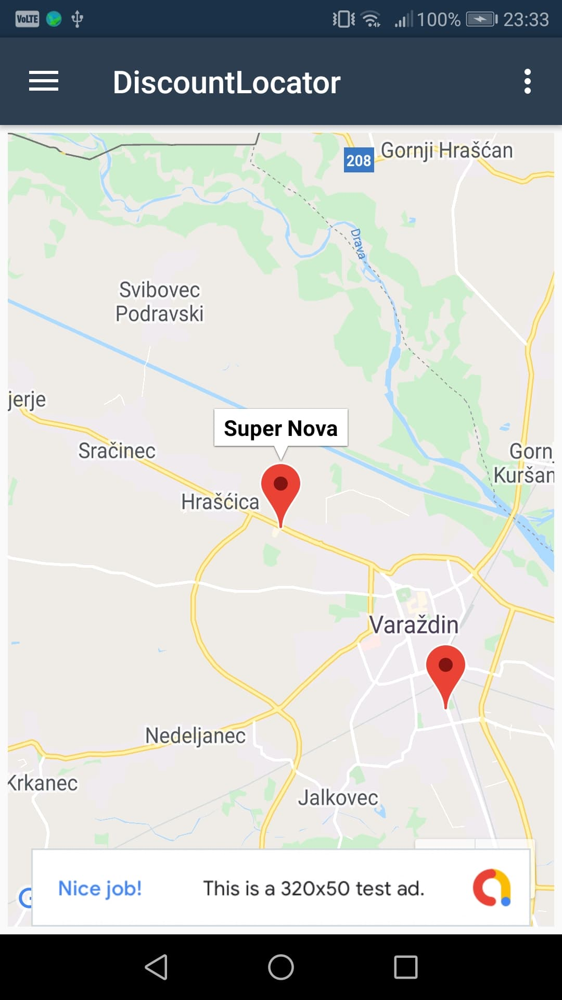 VoLTE 100% 23:33
DiscountLocator
208 Gornji Hrašćan
Drava
Svibovec
Podravski
jerje
Super Nova
Sračinec
Gorn
Kuršan
Hrašćica
Varaždin
Nedeljanec
Krkanec
Jalkovec
Nice job! This is a 320x50 test ad.